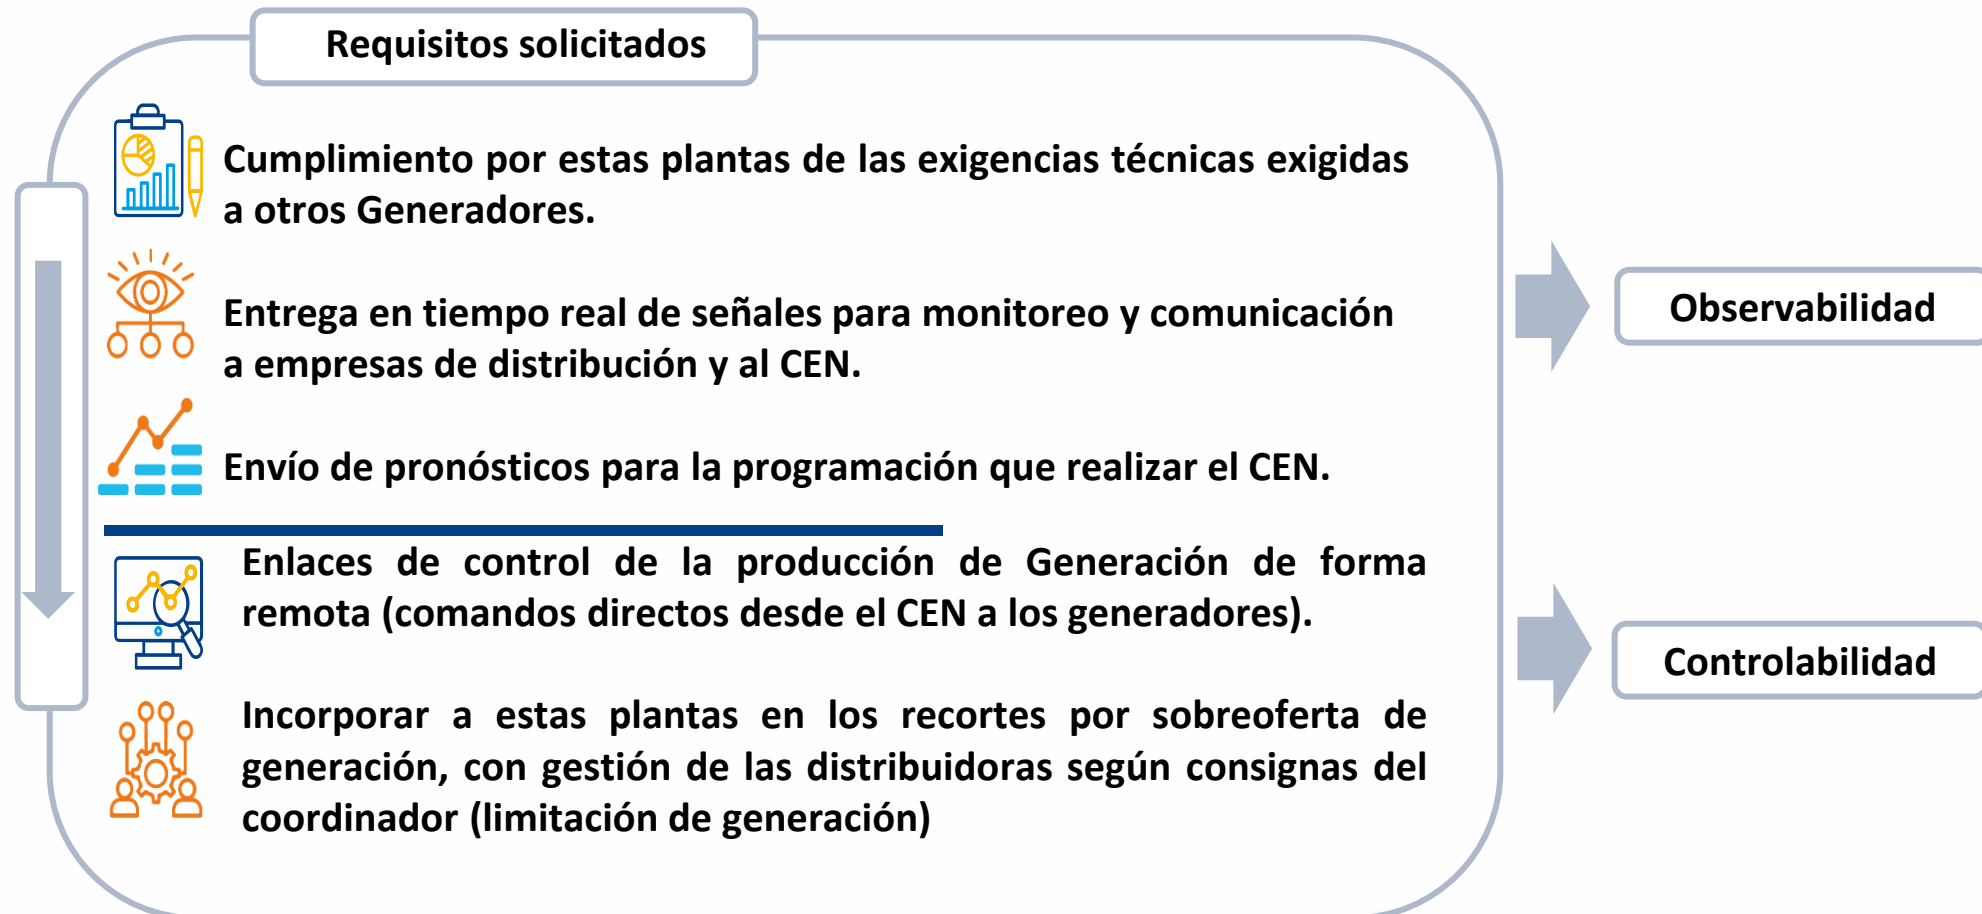 Requisitos solicitados
Cumplimiento por estas plantas de las exigencias técnicas exigidas
a otros Generadores.
Entrega en tiempo real de señales para monitoreo y comunicación
a empresas de distribución y al CEN.
Observabilidad
Envío de pronósticos para la programación que realizar el CEN.
Enlaces de control de la producción de Generación de forma
remota (comandos directos desde el CEN a los generadores).
Controlabilidad
Incorporar a estas plantas en los recortes por sobreoferta de
generación, con gestión de las distribuidoras según consignas del
coordinador (limitación de generación)